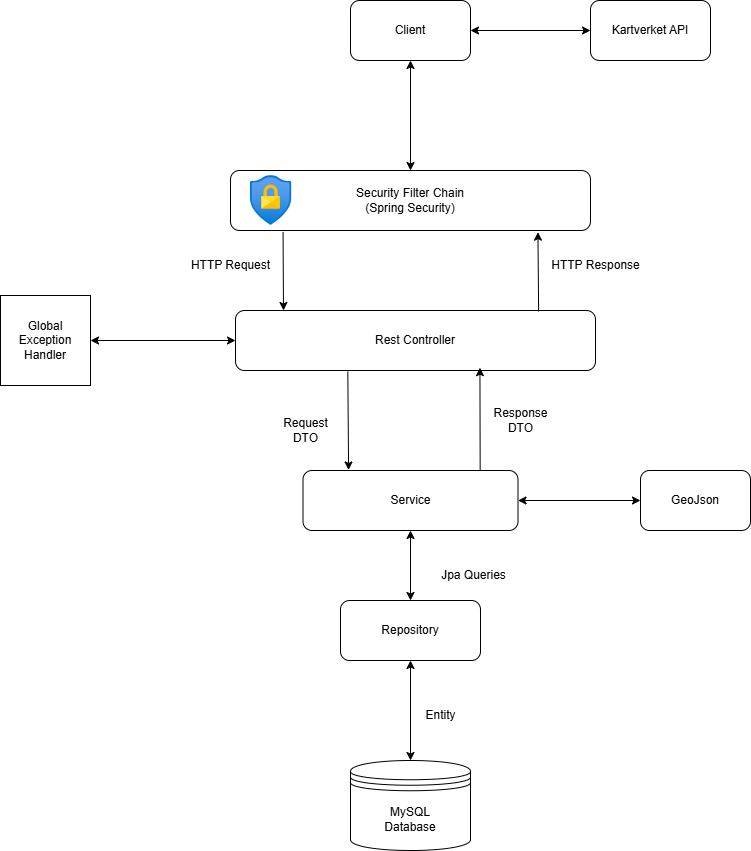 Client
Kartverket API
Security Filter Chain
(Spring Security)
HTTP Request
HTTP Response
Global
Exception
Handler
Rest Controller
Request
DTO
Response
DTO
Service
GeoJson
Jpa Queries
Repository
Entity
MySQL
Database